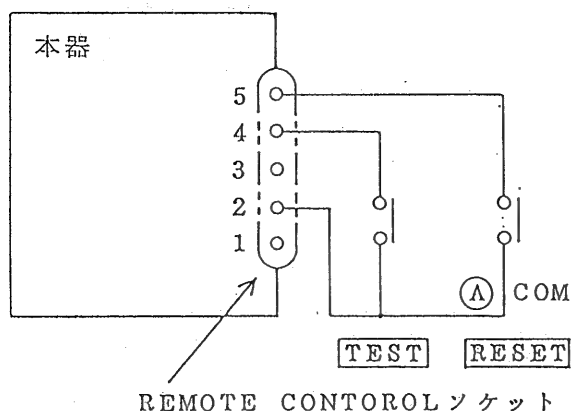 本器
5
4
3
2
1
Ⓐ COM
TEST RESET
REMOTE CONTOROLソケット